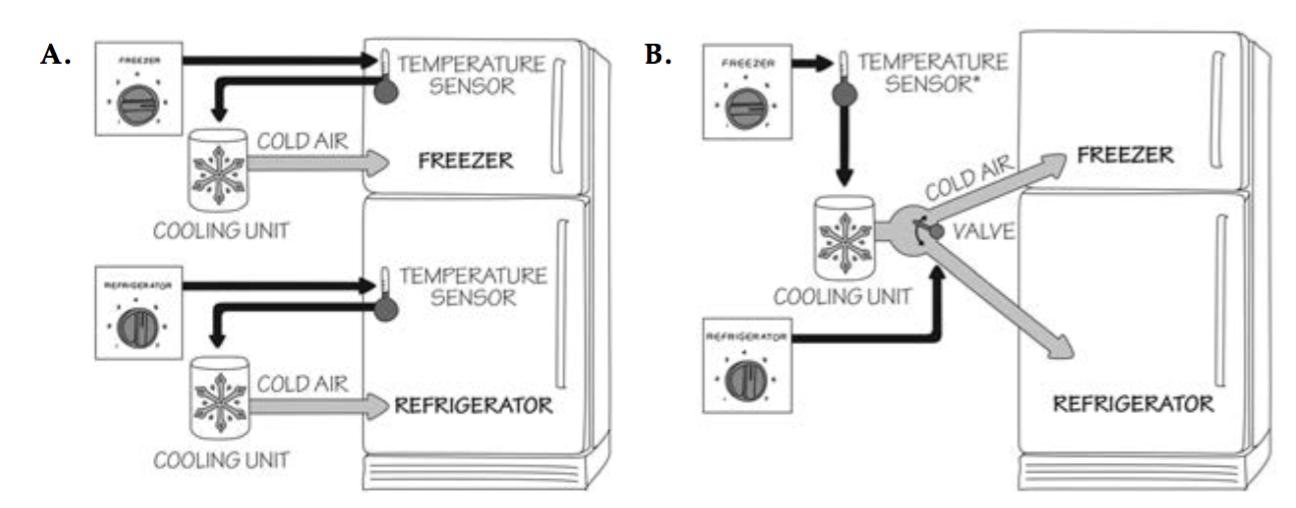 A.
FREEZER
TEMPERATURE
SENSOR
COLD AIR
FREEZER
COOLING UNIT
REFRIGERATOR
TEMPERATURE
SENSOR
COLD AIR
REFRIGERATOR
COOLING UNIT
B.
FREEZER
TEMPERATURE
SENSOR*
COLD AIR
FREEZER
VALVE
COOLING UNIT
REFRIGERATOR
REFRIGERATOR